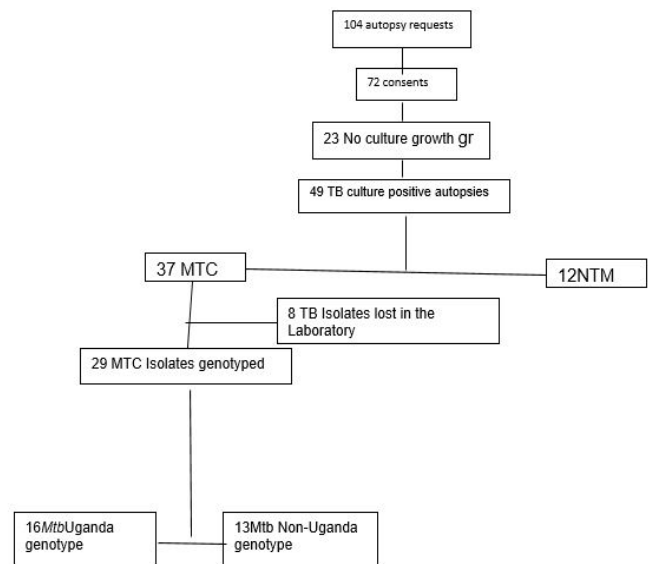 104 autopsy requests
72 consents
23 No culture growth gr
49 TB culture positive autopsies
37 MTC
12NTM
8 TB Isolates lost in the
Laboratory
29 MTC Isolates genotyped
16MtbUganda
genotype
13Mtb Non-Uganda
genotype